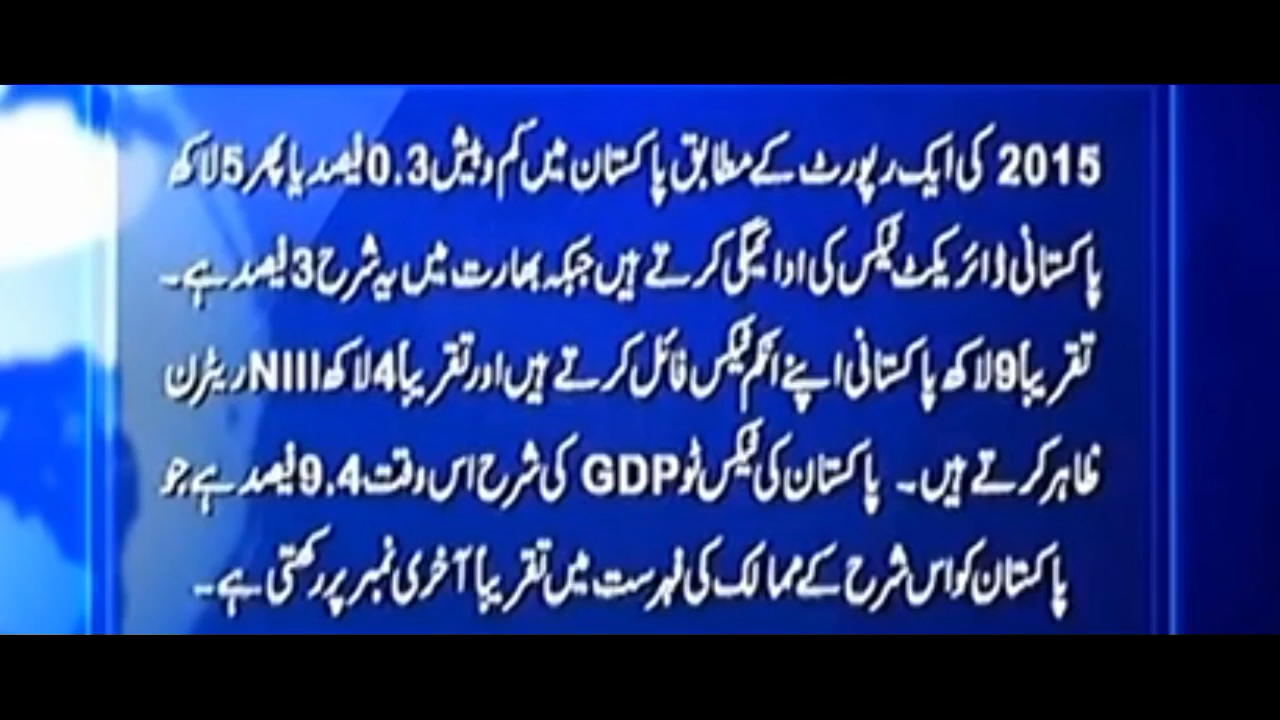 2015 کی ایک رپورٹ کے مطابق پاکستان میں کم و بیش 0.3 فیصد یا پھر 5 لاکھ
پاکستانی ڈائریکٹ ٹیکس کی ادائیگی کرتے ہیں جبکہ بھارت میں یہ شرح 3 فیصد ہے۔
تقریباً 9 لاکھ پاکستانی اپنے انکم ٹیکس فائل کرتے ہیں اور تقریباً 4 لاکھ NIII ریٹرن
ظاہر کرتے ہیں۔ پاکستان کی ٹیکس ٹو GDP کی شرح اس وقت 9.4 فیصد ہے جو
پاکستان کو اس شرح کے ممالک کی فہرست میں تقریباً آخری نمبر پر رکھتی ہے۔